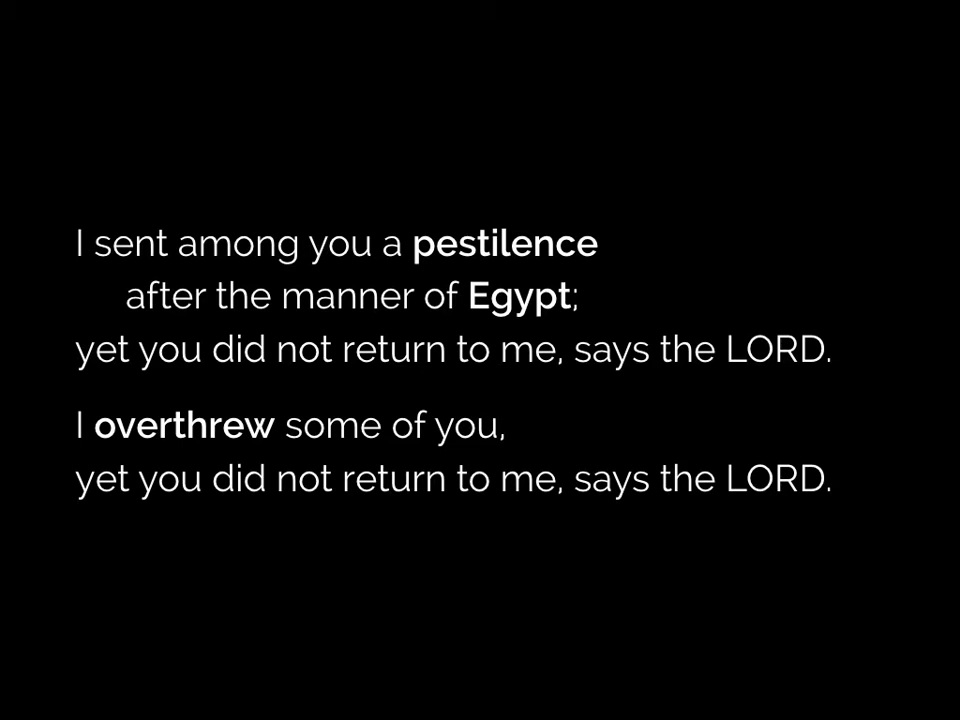 I sent among you a pestilence
after the manner of Egypt;
yet you did not return to me, says the LORD.
I overthrew some of you,
yet you did not return to me, says the LORD.